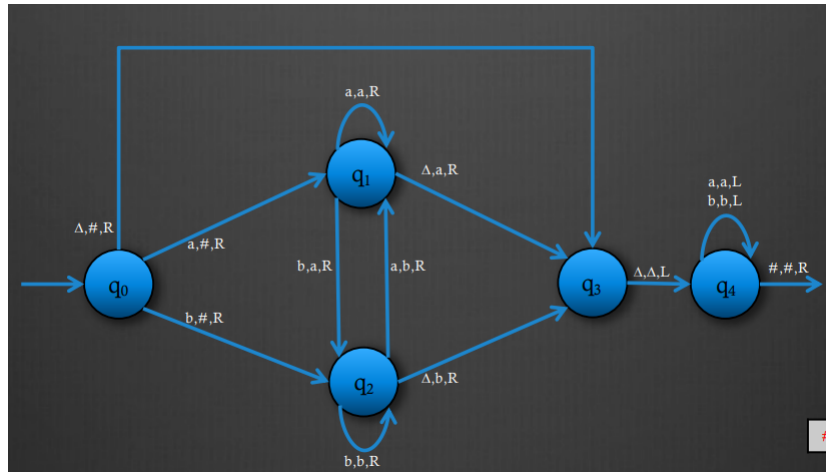 a,a,R
q1
Δ,a,R
a,a,L
b,b,L
Δ,#,R
a,#,R
b,a,R
a,b,R
Δ,Δ,L
#,#,R
q0
q3
q4
b,#,R
q2
Δ,b,R
b,b,R
#